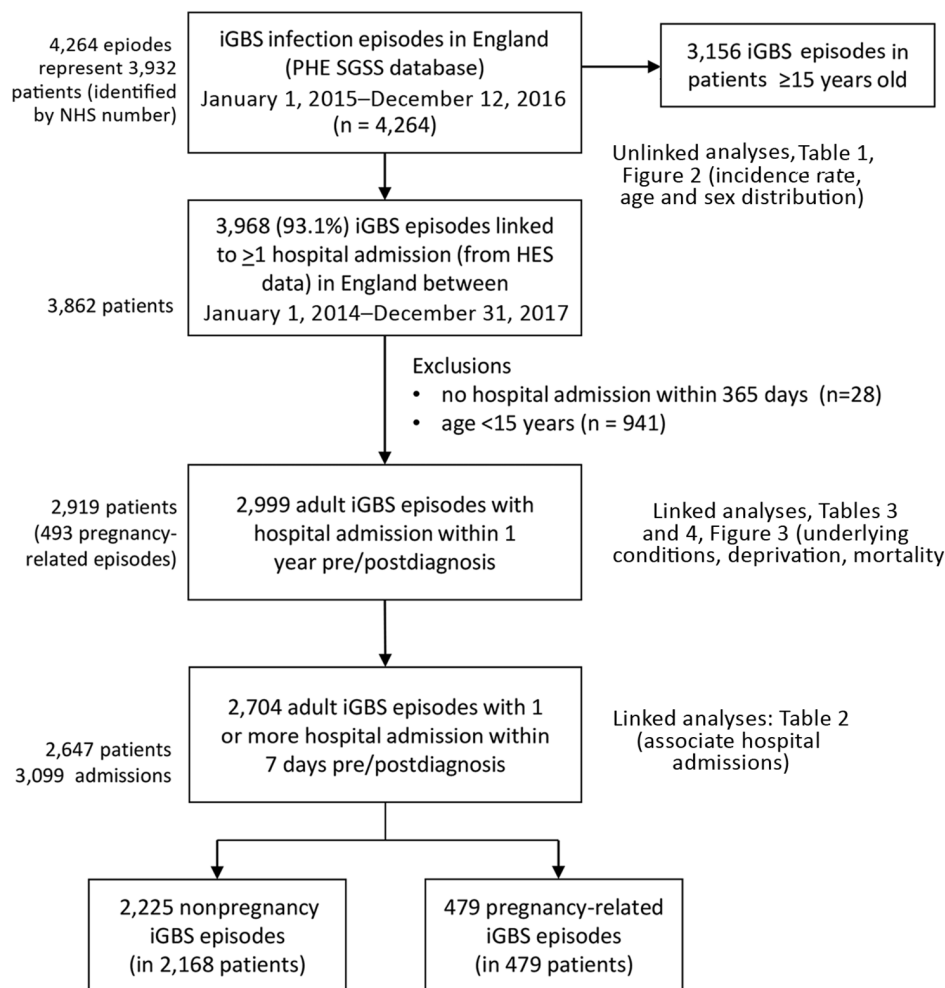 4,264 epiodes
represent 3,932
patients (identified
by NHS number)
iGBS infection episodes in England
(PHE SGSS database)
January 1, 2015–December 12, 2016
(n = 4,264)
3,156 iGBS episodes in
patients ≥15 years old
Unlinked analyses, Table 1,
Figure 2 (incidence rate,
age and sex distribution)
3,862 patients
3,968 (93.1%) iGBS episodes linked
to ≥1 hospital admission (from HES
data) in England between
January 1, 2014–December 31, 2017
Exclusions
• no hospital admission within 365 days (n=28)
• age <15 years (n = 941)
2,919 patients
(493 pregnancy-
related episodes)
2,999 adult iGBS episodes with
hospital admission within 1
year pre/postdiagnosis
Linked analyses, Tables 3
and 4, Figure 3 (underlying
conditions, deprivation, mortality
2,647 patients
3,099 admissions
2,704 adult iGBS episodes with 1
or more hospital admission within
7 days pre/postdiagnosis
Linked analyses: Table 2
(associate hospital
admissions)
2,225 nonpregnancy
iGBS episodes
(in 2,168 patients)
479 pregnancy-related
iGBS episodes
(in 479 patients)